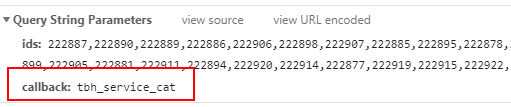 ▼ Query String Parameters view source view URL encoded
ids: 222887,222890,222889,222886,222906,222898,222907,222885,222895,222878,
899,222905,222881,222911,222894,222920,222914,222877,222919,222915,222922,
callback: tbh_service_cat